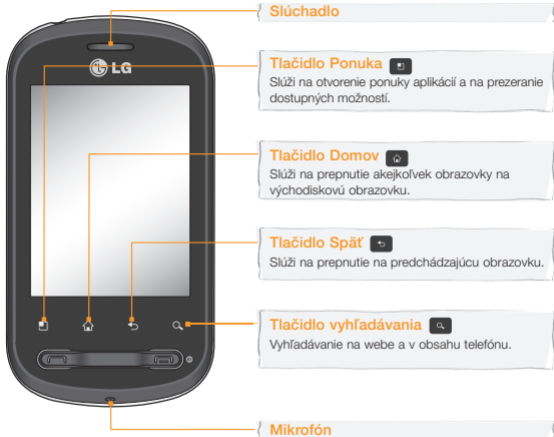 Slúchadlo
LG
Tlačidlo Ponuka
Slúži na otvorenie ponuky aplikácií a na prezeranie
dostupných možností.
Tlačidlo Domov
Slúži na prepnutie akejkoľvek obrazovky na
východiskovú obrazovku.
Tlačidlo Späť
Slúži na prepnutie na predchádzajúcu obrazovku.
Tlačidlo vyhľadávania
Vyhľadávanie na webe a v obsahu telefónu.
Mikrofón